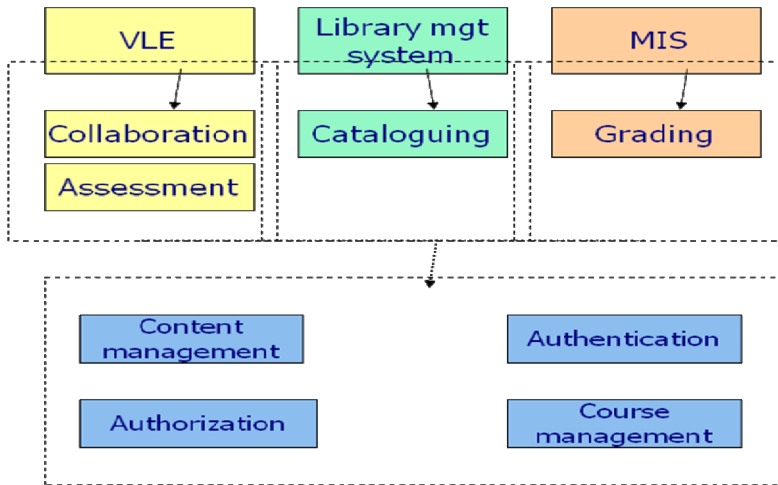 VLE
Library mgt
system
MIS
Collaboration
Cataloguing
Grading
Assessment
Content
management
Authentication
Authorization
Course
management